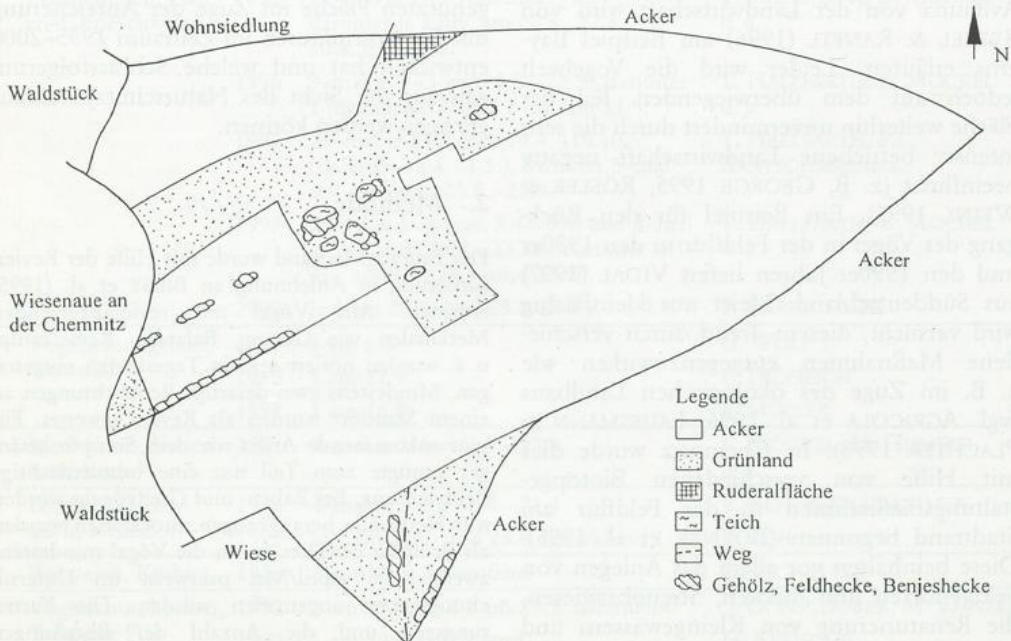 Wohnsiedlung
Acker
N
Waldstück
Acker
Wiesenaue an
der Chemnitz
Waldstück
Wiese
Acker
Legende
Acker
Grünland
Ruderalfläche
Teich
Weg
Gehölz, Feldhecke, Benjeshecke